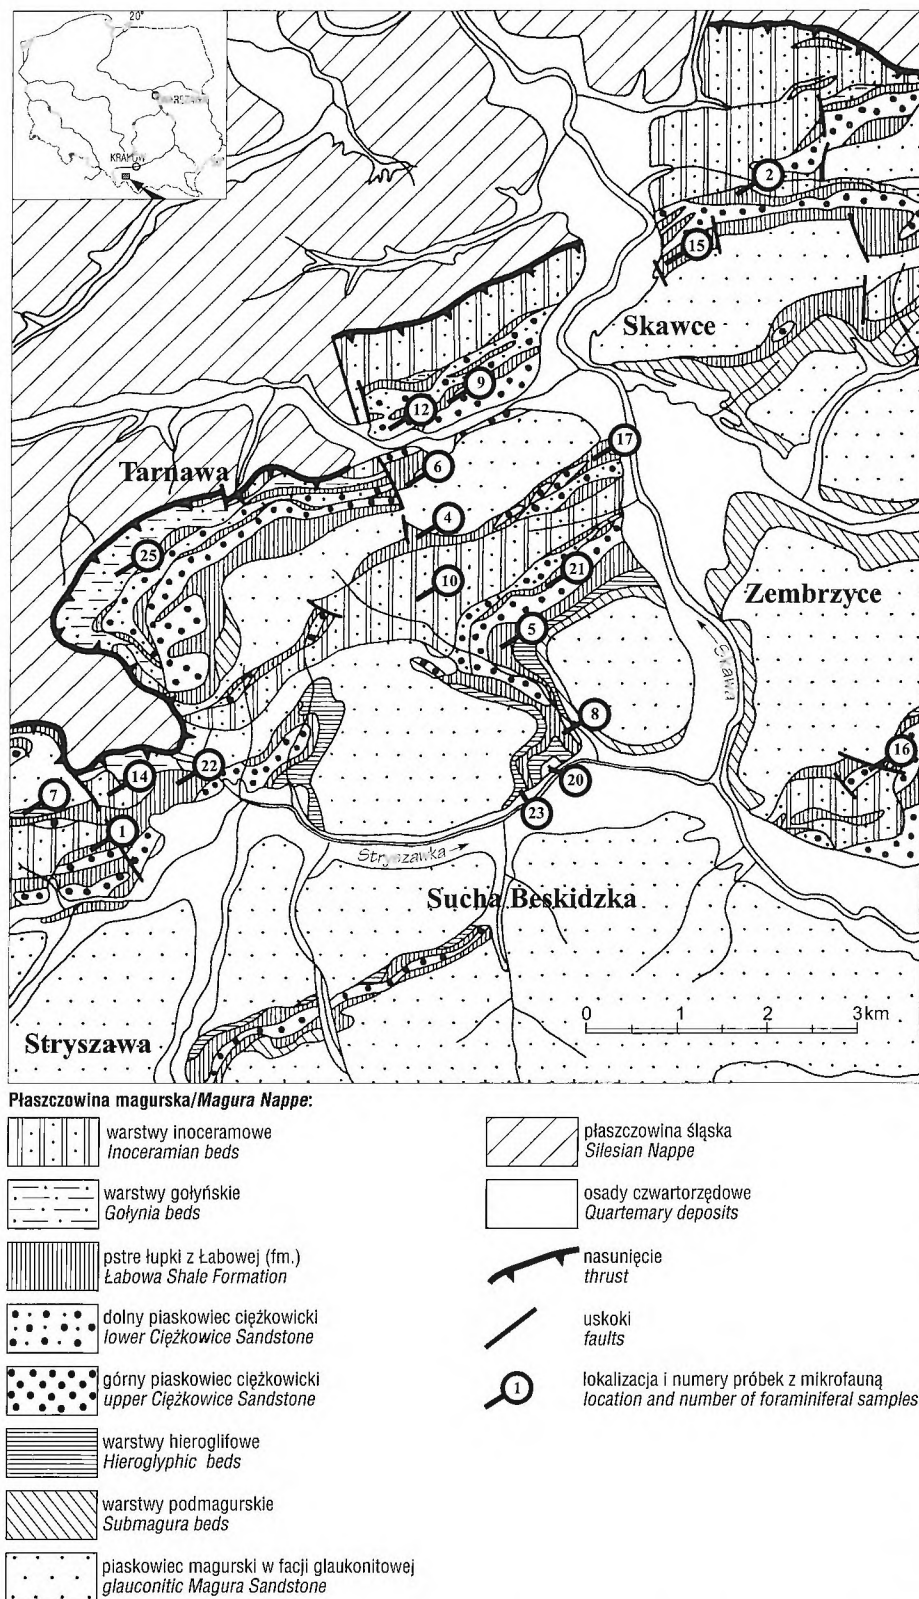 20°
WARSZAWA
KRAKÓW
2
15
Skawce
9
12
17
6
Tarnawa
4
25
10
21
Zembrzyce
5
Skawa
8
16
22
14
7
20
23
1
Stryszawka
Sucha Beskidzka
0 1 2 3 km
Stryszawa
Płaszczowina magurska/Magura Nappe:
warstwy inoceramowe
Inoceramian beds
warstwy gołyńskie
Gołynia beds
pstre łupki z Łabowej (fm.)
Łabowa Shale Formation
dolny piaskowiec ciężkowicki
lower Ciężkowice Sandstone
górny piaskowiec ciężkowicki
upper Ciężkowice Sandstone
warstwy hieroglifowe
Hieroglyphic beds
warstwy podmagurskie
Submagura beds
piaskowiec magurski w facji glaukonitowej
glauconitic Magura Sandstone
płaszczowina śląska
Silesian Nappe
osady czwartorzędowe
Quarternary deposits
nasunięcie
thrust
uskoki
faults
1
lokalizacja i numery próbek z mikrofauną
location and number of foraminiferal samples